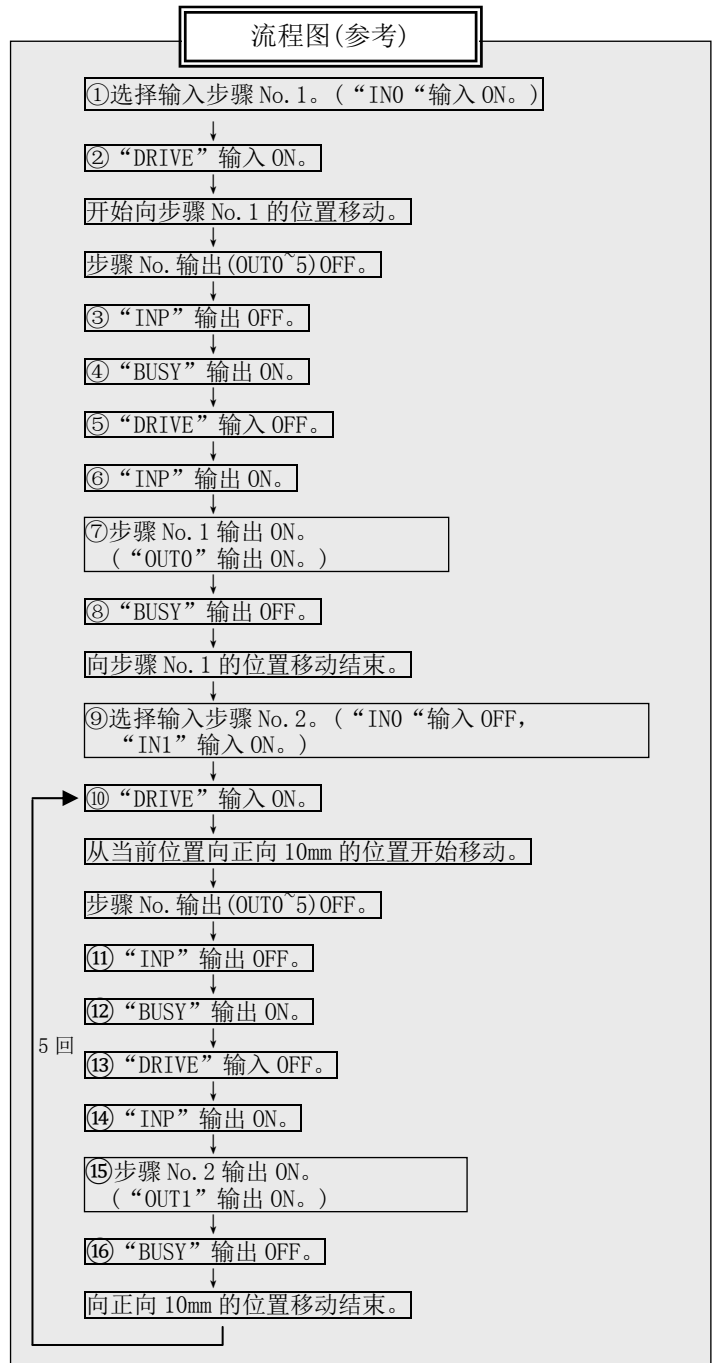 流程图(参考)
①选择输入步骤 No.1。(“IN0“输入 ON。)
②“DRIVE”输入 ON。
开始向步骤 No.1 的位置移动。
步骤 No.输出(OUT0~5)OFF。
③“INP”输出 OFF。
④“BUSY”输出 ON。
⑤“DRIVE”输入 OFF。
⑥“INP”输出 ON。
⑦步骤 No.1 输出 ON。
(“OUT0”输出 ON。)
⑧“BUSY”输出 OFF。
向步骤 No.1 的位置移动结束。
⑨选择输入步骤 No.2。(“IN0“输入 OFF,
“IN1”输入 ON。)
⑩“DRIVE”输入 ON。
从当前位置向正向 10mm 的位置开始移动。
步骤 No.输出(OUT0~5)OFF。
⑪“INP”输出 OFF。
⑫“BUSY”输出 ON。
5 回
⑬“DRIVE”输入 OFF。
⑭“INP”输出 ON。
⑮步骤 No.2 输出 ON。
(“OUT1”输出 ON。)
⑯“BUSY”输出 OFF。
向正向 10mm 的位置移动结束。